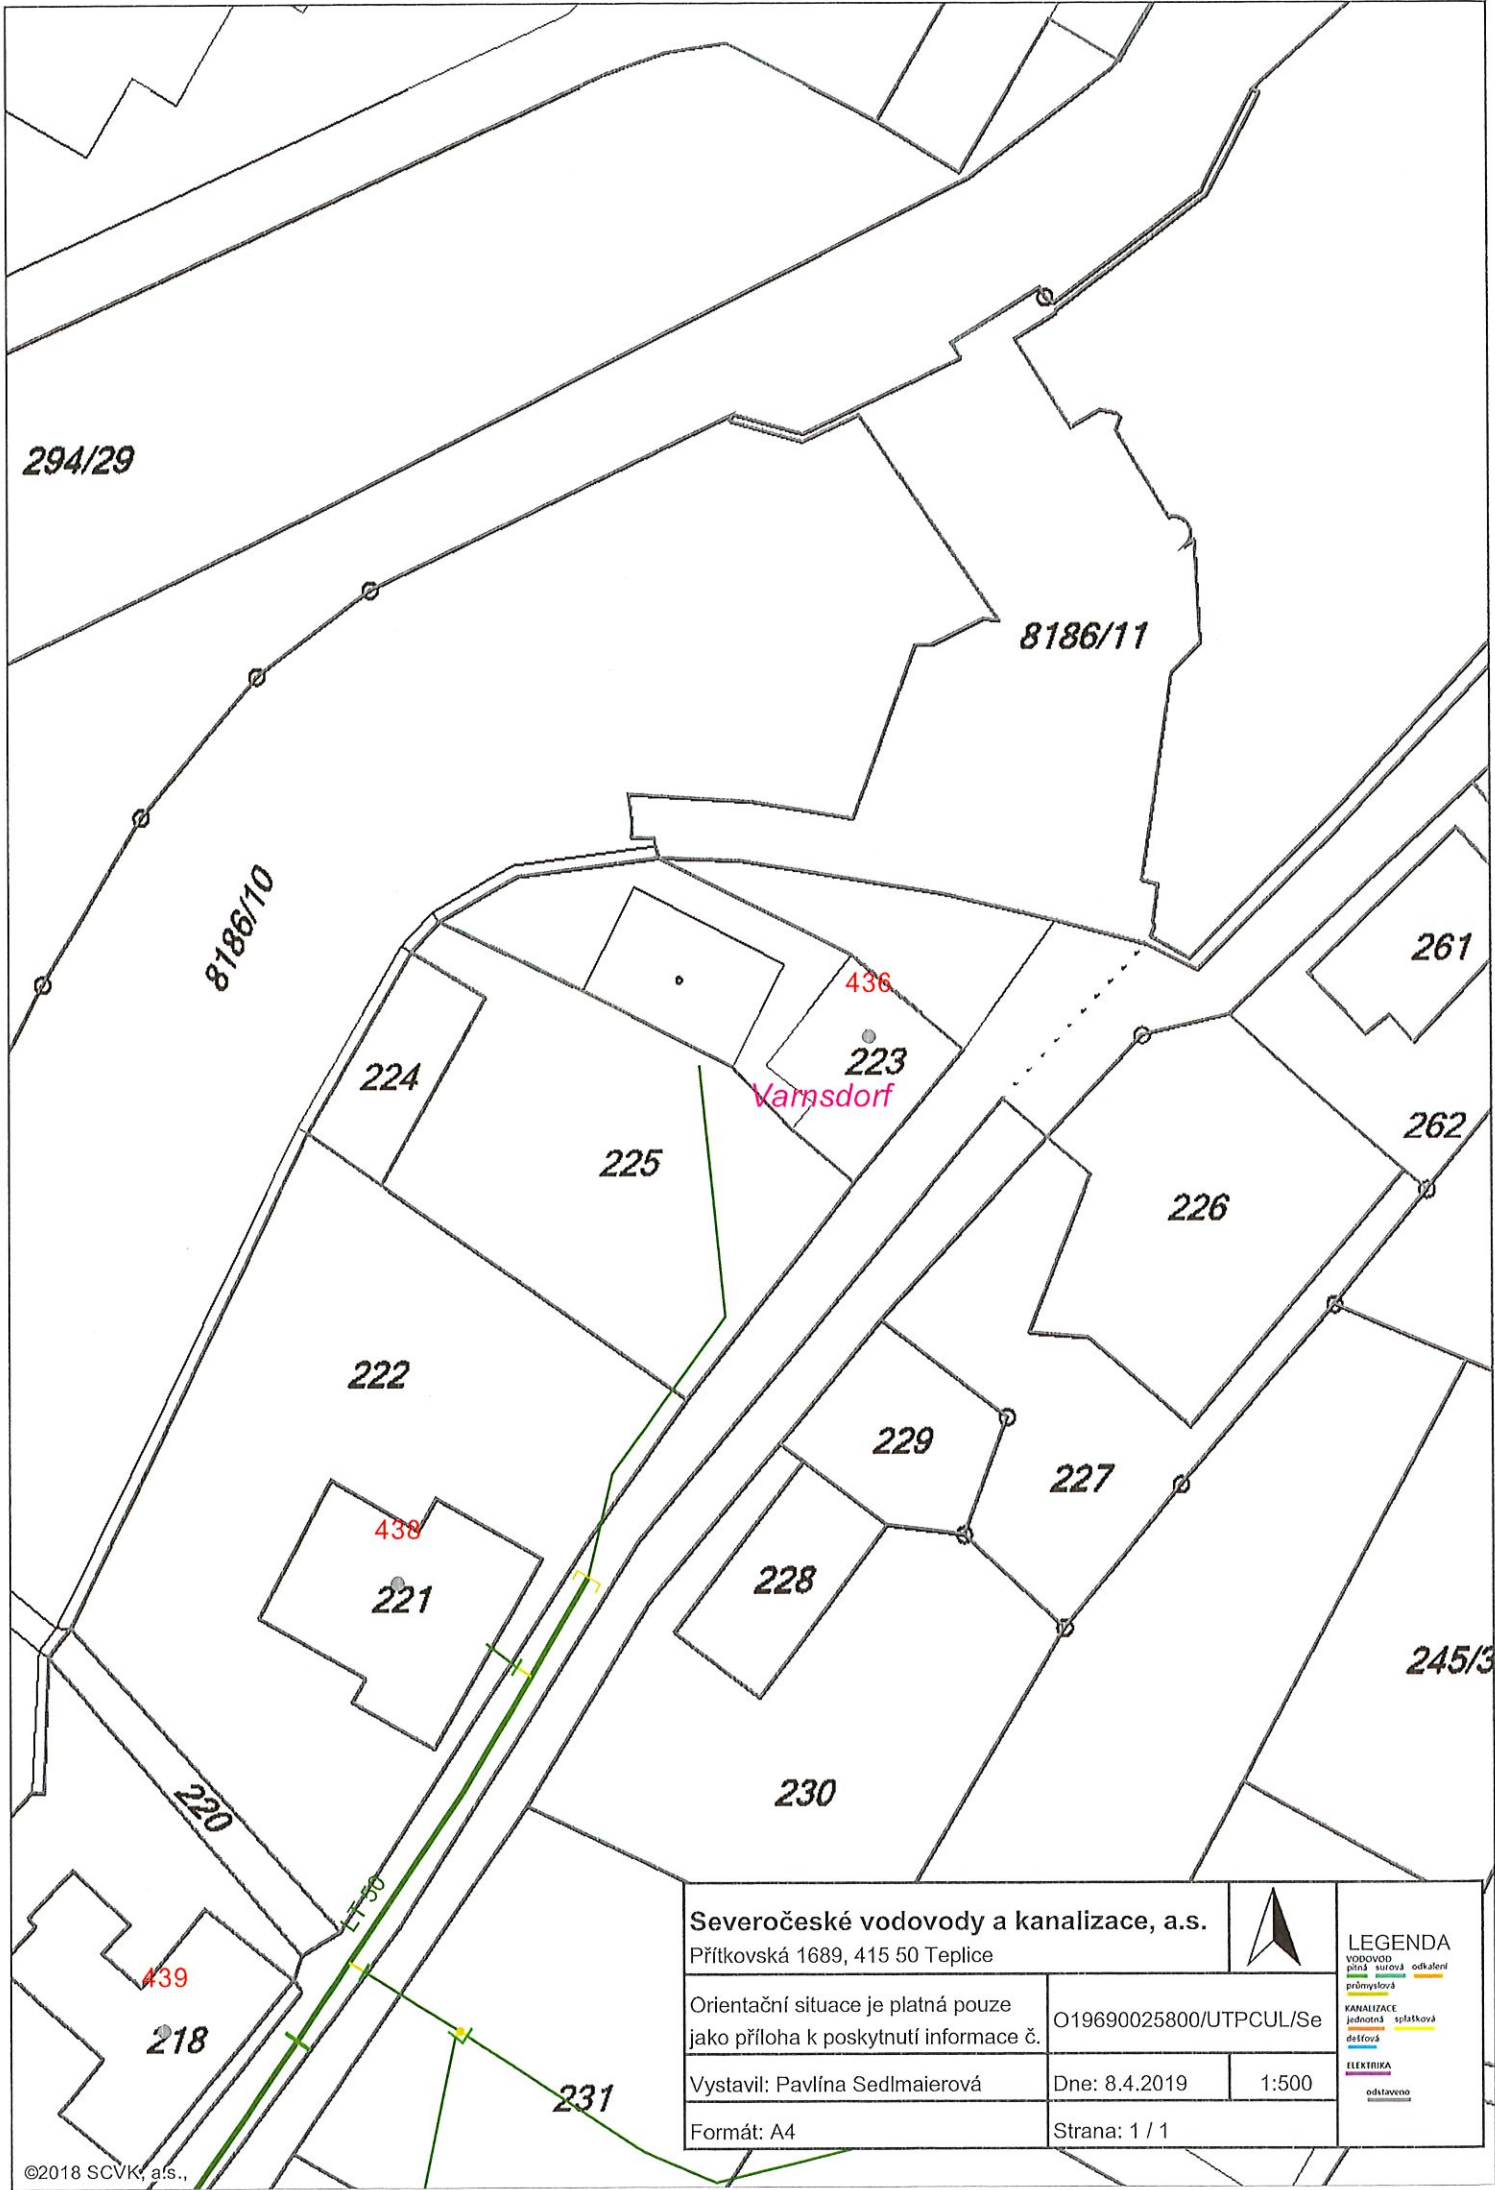 294/29
8186/11
8186/10
261
436
223
224
Varnsdorf
262
225
226
222
229
227
438
228
221
245/3
230
220
LT 50
439
218
231
Severočeské vodovody a kanalizace, a.s.
Přítkovská 1689, 415 50 Teplice
Orientační situace je platná pouze
jako příloha k poskytnutí informace č.
O19690025800/UTPCUL/Se
Vystavil: Pavlína Sedlmaierová
Dne: 8.4.2019
1:500
Formát: A4
Strana: 1 / 1
LEGENDA
VODOVOD
pitná surová odkalení
průmyslová
KANALIZACE
jednotná splašková
dešťová
ELEKTRIKA
odstaveno
©2018 SCVK, a.s.,